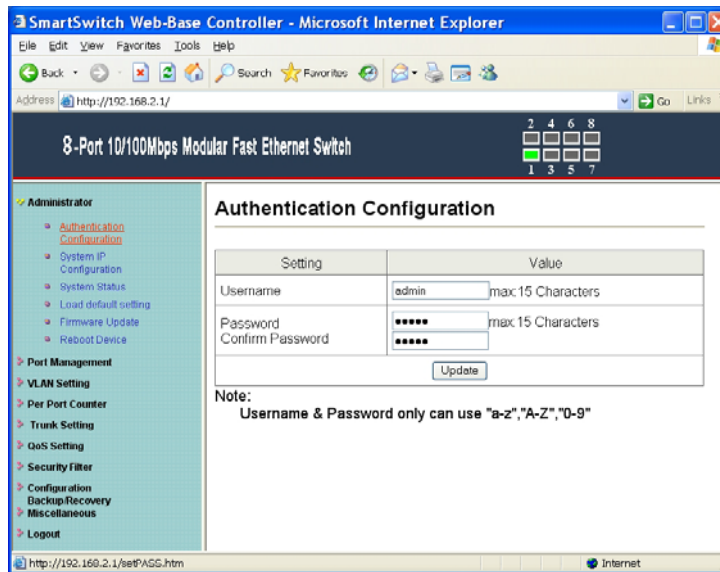 SmartSwitch Web-Base Controller - Microsoft Internet Explorer
File Edit View Favorites Tools Help
Back Search Favorites
Address http://192.168.2.1/ Go Links
8-Port 10/100Mbps Modular Fast Ethernet Switch
2 4 6 8
1 3 5 7
Administrator
Authentication
Configuration
System IP
Configuration
System Status
Load default setting
Firmware Update
Reboot Device
Port Management
VLAN Setting
Per Port Counter
Trunk Setting
QoS Setting
Security Filter
Configuration
Backup/Recovery
Miscellaneous
Logout
Authentication Configuration
Setting Value
Username admin max:15 Characters
Password ••••• max:15 Characters
Confirm Password •••••
Update
Note:
Username & Password only can use "a-z","A-Z","0-9"
http://192.168.2.1/setPASS.htm Internet